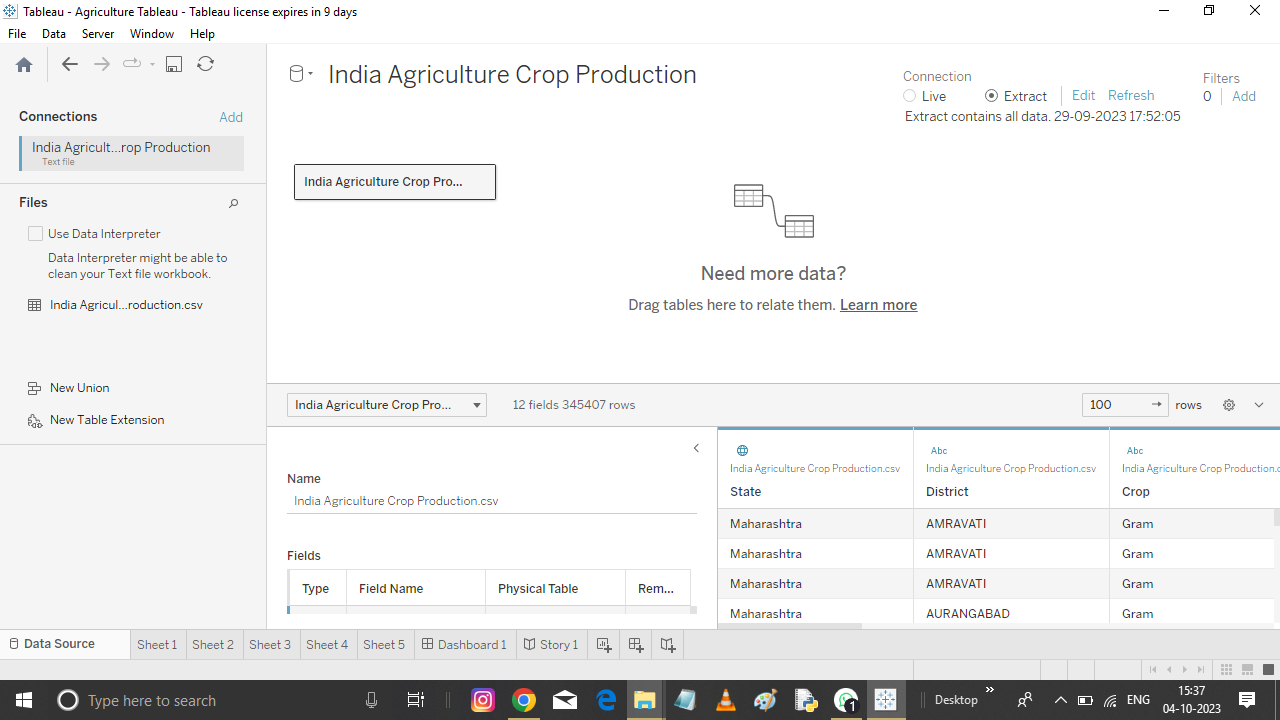 Tableau - Agriculture Tableau - Tableau license expires in 9 days
File Data Server Window Help
Connections Add
India Agricult...rop Production
Text file
Files
Use Data Interpreter
Data Interpreter might be able to
clean your Text file workbook.
India Agricul...roduction.csv
New Union
New Table Extension
India Agriculture Crop Production
Connection
Live Extract Edit Refresh
Extract contains all data. 29-09-2023 17:52:05
Filters
0 Add
India Agriculture Crop Pro...
Need more data?
Drag tables here to relate them. Learn more
India Agriculture Crop Pro... 12 fields 345407 rows 100 rows
Name
India Agriculture Crop Production.csv
Fields
Type Field Name Physical Table Rem...
Abc Abc
India Agriculture Crop Production.csv India Agriculture Crop Production.csv India Agriculture Crop Production.c
State District Crop
Maharashtra AMRAVATI Gram
Maharashtra AMRAVATI Gram
Maharashtra AMRAVATI Gram
Maharashtra AURANGABAD Gram
Data Source Sheet 1 Sheet 2 Sheet 3 Sheet 4 Sheet 5 Dashboard 1 Story 1
Type here to search 1 Desktop » ENG 15:37
04-10-2023